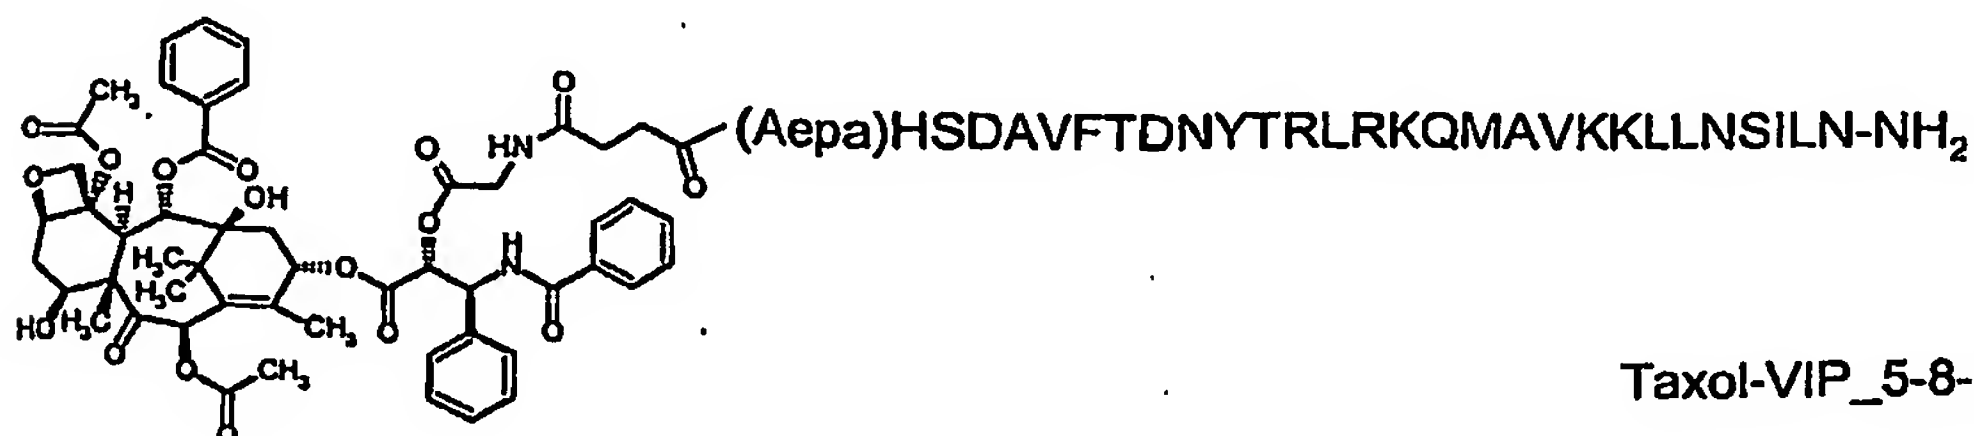 (Aepa)HSDAVFTDNYTRLRKQMAVKKLLNSILN-NH₂
CH₃
O
O
O
O
O
O
HN
O
O
O
O
H
OH
H₃C
H₃C
O
H
N
HO
H₃C
O
CH₃
O
O
O
CH₃
O
Taxol-VIP_5-8-